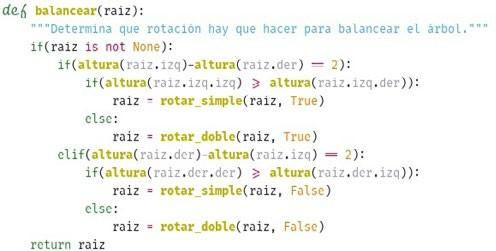 def balancear(raiz):
    """Determina que rotación hay que hacer para balancear el árbol."""
    if(raiz is not None):
        if(altura(raiz.izq)-altura(raiz.der) == 2):
            if(altura(raiz.izq.izq) >= altura(raiz.izq.der)):
                raiz = rotar_simple(raiz, True)
            else:
                raiz = rotar_doble(raiz, True)
        elif(altura(raiz.der)-altura(raiz.izq) == 2):
            if(altura(raiz.der.der) >= altura(raiz.der.izq)):
                raiz = rotar_simple(raiz, False)
            else:
                raiz = rotar_doble(raiz, False)
    return raiz